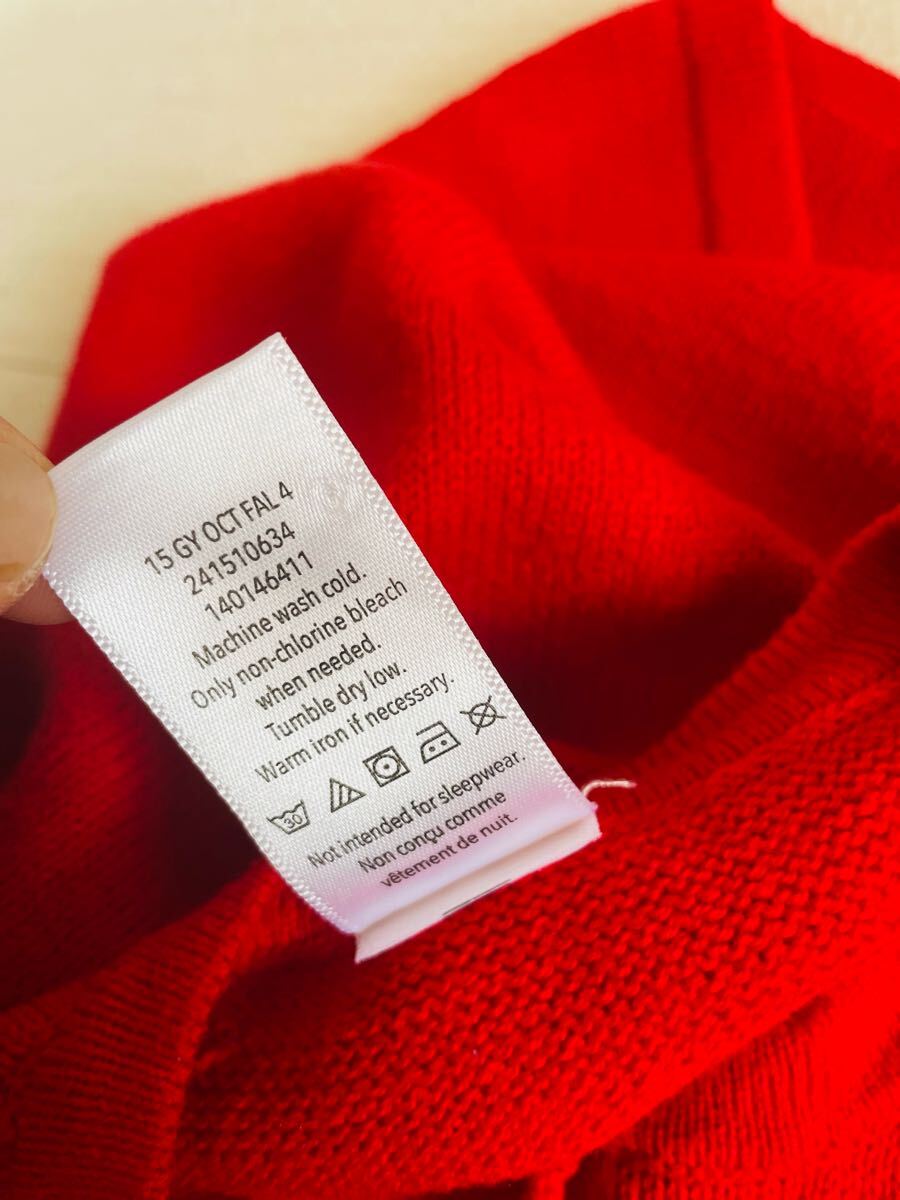 15 GY OCT FAL 4
241510634
140146411
Machine wash cold.
Only non-chlorine bleach
when needed.
Tumble dry low.
Warm iron if necessary.
30
Not intended for sleepwear.
Non conçu comme
vêtement de nuit.